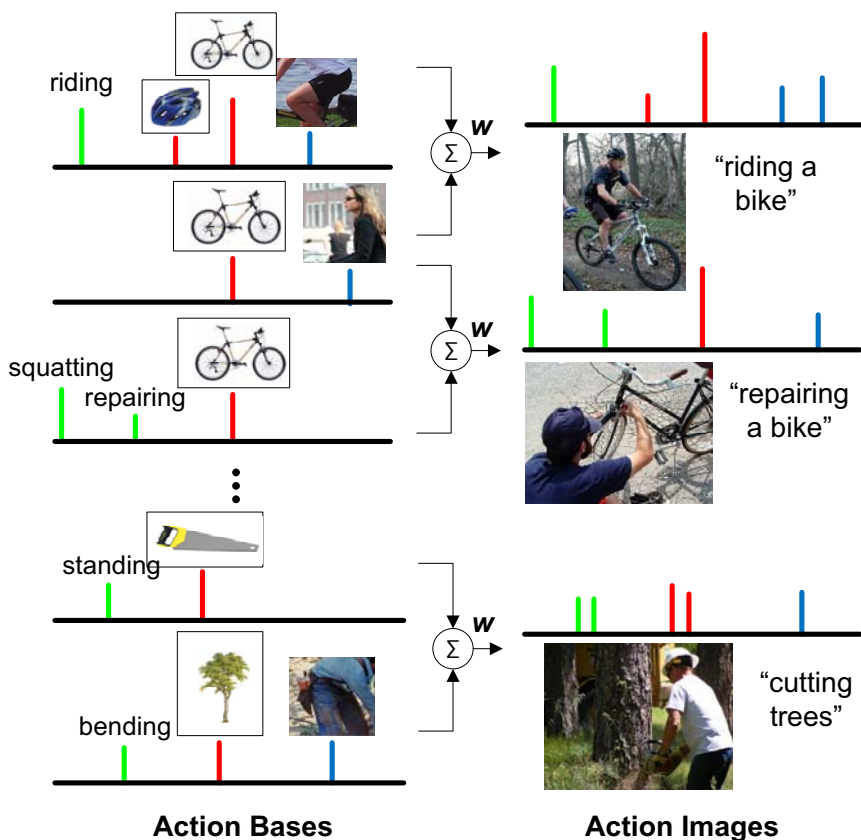 riding
Σ
w
“riding a
bike”
squatting
repairing
Σ
w
“repairing
a bike”
standing
Σ
w
bending
“cutting
trees”
Action Bases
Action Images